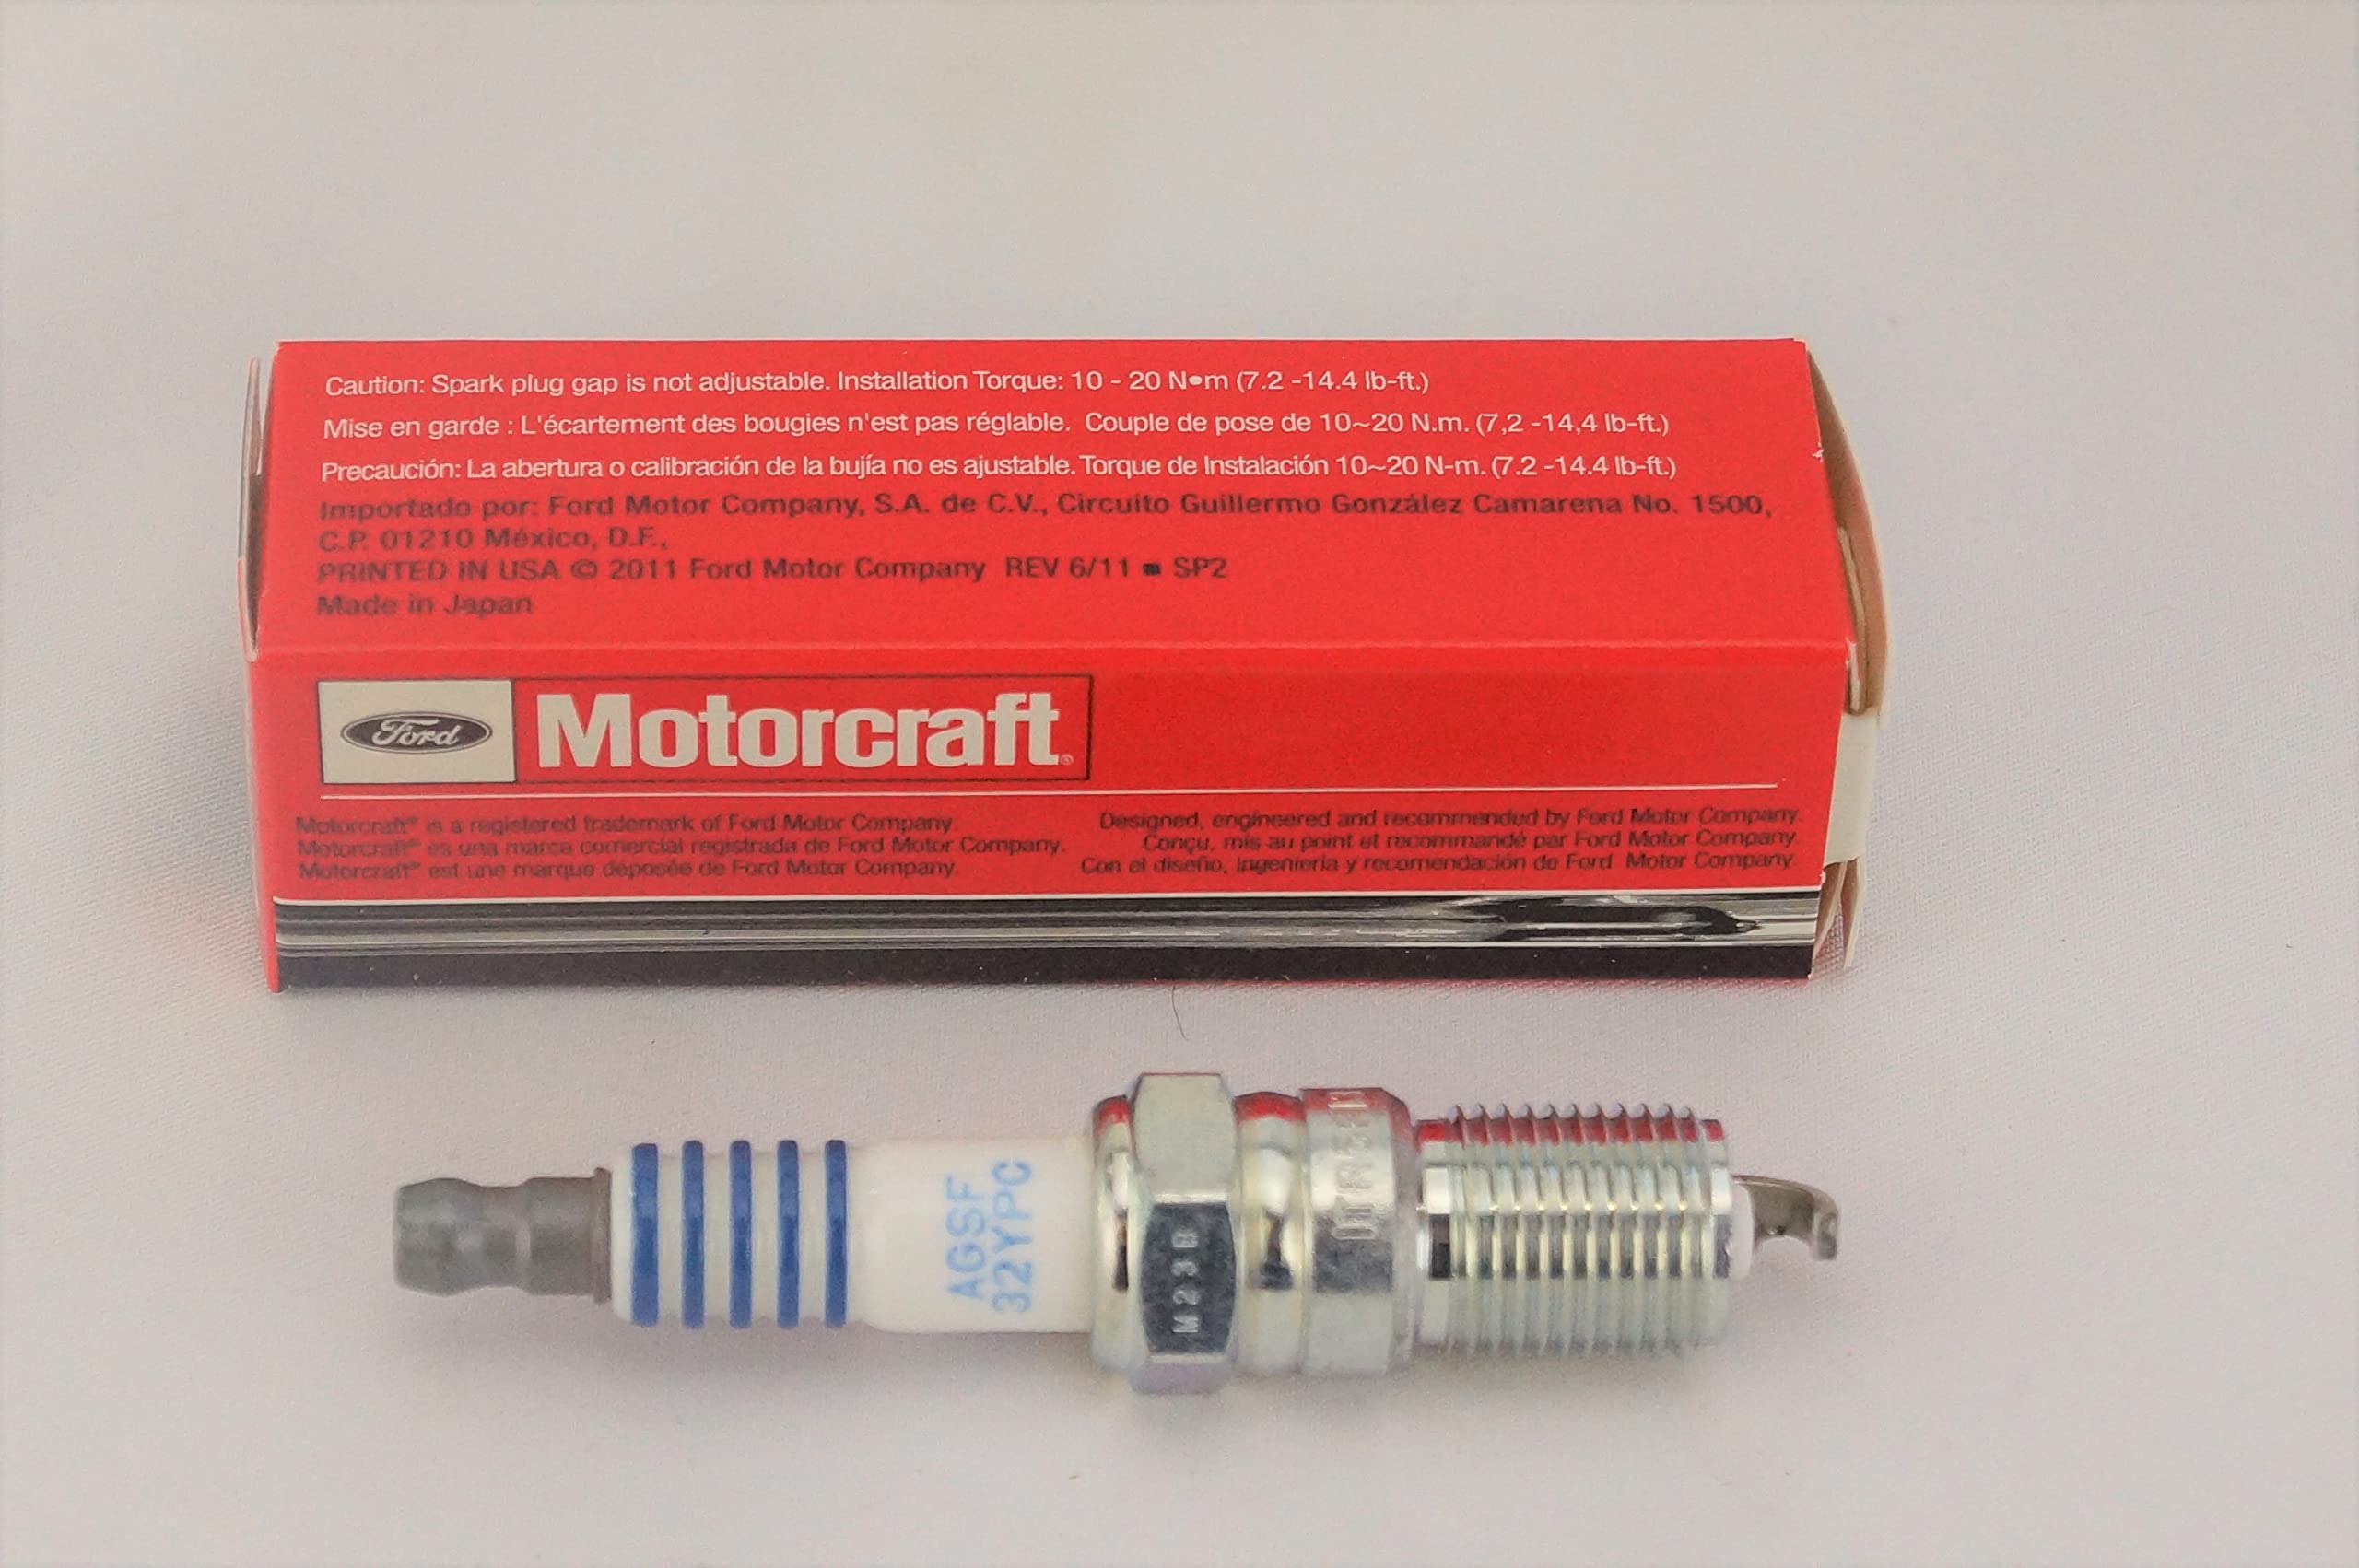 Caution: Spark plug gap is not adjustable. Installation Torque: 10 - 20 N•m (7.2 -14.4 lb-ft.)
Mise en garde : L'écartement des bougies n'est pas réglable. Couple de pose de 10~20 N.m. (7,2 -14,4 lb-ft.)
Precaución: La abertura o calibración de la bujía no es ajustable. Torque de Instalación 10~20 N-m. (7.2 -14.4 lb-ft.)
Importado por: Ford Motor Company, S.A. de C.V., Circuito Guillermo González Camarena No. 1500,
C.P. 01210 México, D.F.,
PRINTED IN USA © 2011 Ford Motor Company REV 6/11 ■ SP2
Made in Japan
Ford Motorcraft®
Motorcraft® is a registered trademark of Ford Motor Company.
Motorcraft® es una marca comercial registrada de Ford Motor Company.
Motorcraft® est une marque déposée de Ford Motor Company.
Designed, engineered and recommended by Ford Motor Company.
Conçu, mis au point et recommandé par Ford Motor Company.
Con el diseño, ingeniería y recomendación de Ford Motor Company.
AGSF
32YPC
M23B